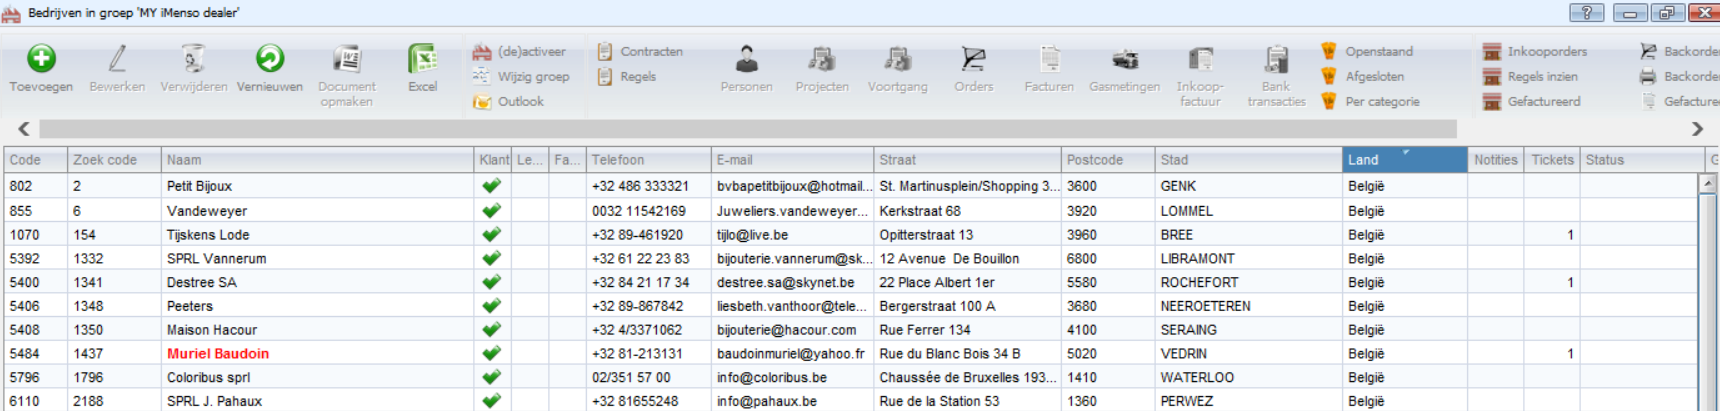 Bedrijven in groep 'MY iMenso dealer'
Toevoegen Bewerken Verwijderen Vernieuwen Document opmaken Excel
(de)activeer
Wijzig groep
Outlook
Contracten
Regels
Personen Projecten Voortgang Orders Facturen Gasmetingen Inkoop-factuur Bank transacties
Openstaand
Afgesloten
Per categorie
Inkooporders
Regels inzien
Gefactureerd
Backorde
Backorde
Gefacture
Code Zoek code Naam Klant Le... Fa... Telefoon E-mail Straat Postcode Stad Land Notities Tickets Status
802 2 Petit Bijoux +32 486 333321 bvbapetitbijoux@hotmail... St. Martinusplein/Shopping 3... 3600 GENK België
855 6 Vandeweyer 0032 11542169 Juweliers.vandeweyer... Kerkstraat 68 3920 LOMMEL België
1070 154 Tijskens Lode +32 89-461920 tijlo@live.be Opitterstraat 13 3960 BREE België 1
5392 1332 SPRL Vannerum +32 61 22 23 83 bijouterie.vannerum@sk... 12 Avenue De Bouillon 6800 LIBRAMONT België
5400 1341 Destree SA +32 84 21 17 34 destree.sa@skynet.be 22 Place Albert 1er 5580 ROCHEFORT België 1
5406 1348 Peeters +32 89-867842 liesbeth.vanthoor@tele... Bergerstraat 100 A 3680 NEEROETEREN België
5408 1350 Maison Hacour +32 4/3371062 bijouterie@hacour.com Rue Ferrer 134 4100 SERAING België
5484 1437 Muriel Baudoin +32 81-213131 baudoinmuriel@yahoo.fr Rue du Blanc Bois 34 B 5020 VEDRIN België 1
5796 1796 Coloribus sprl 02/351 57 00 info@coloribus.be Chaussée de Bruxelles 193... 1410 WATERLOO België
6110 2188 SPRL J. Pahaux +32 81655248 info@pahaux.be Rue de la Station 53 1360 PERWEZ België